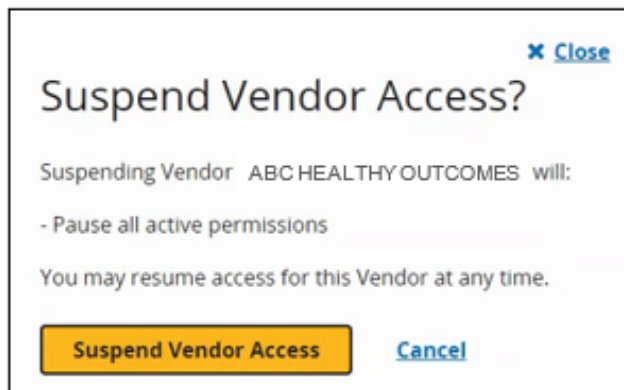 ✖ Close
Suspend Vendor Access?
Suspending Vendor ABC HEALTHY OUTCOMES will:
- Pause all active permissions
You may resume access for this Vendor at any time.
Suspend Vendor Access Cancel